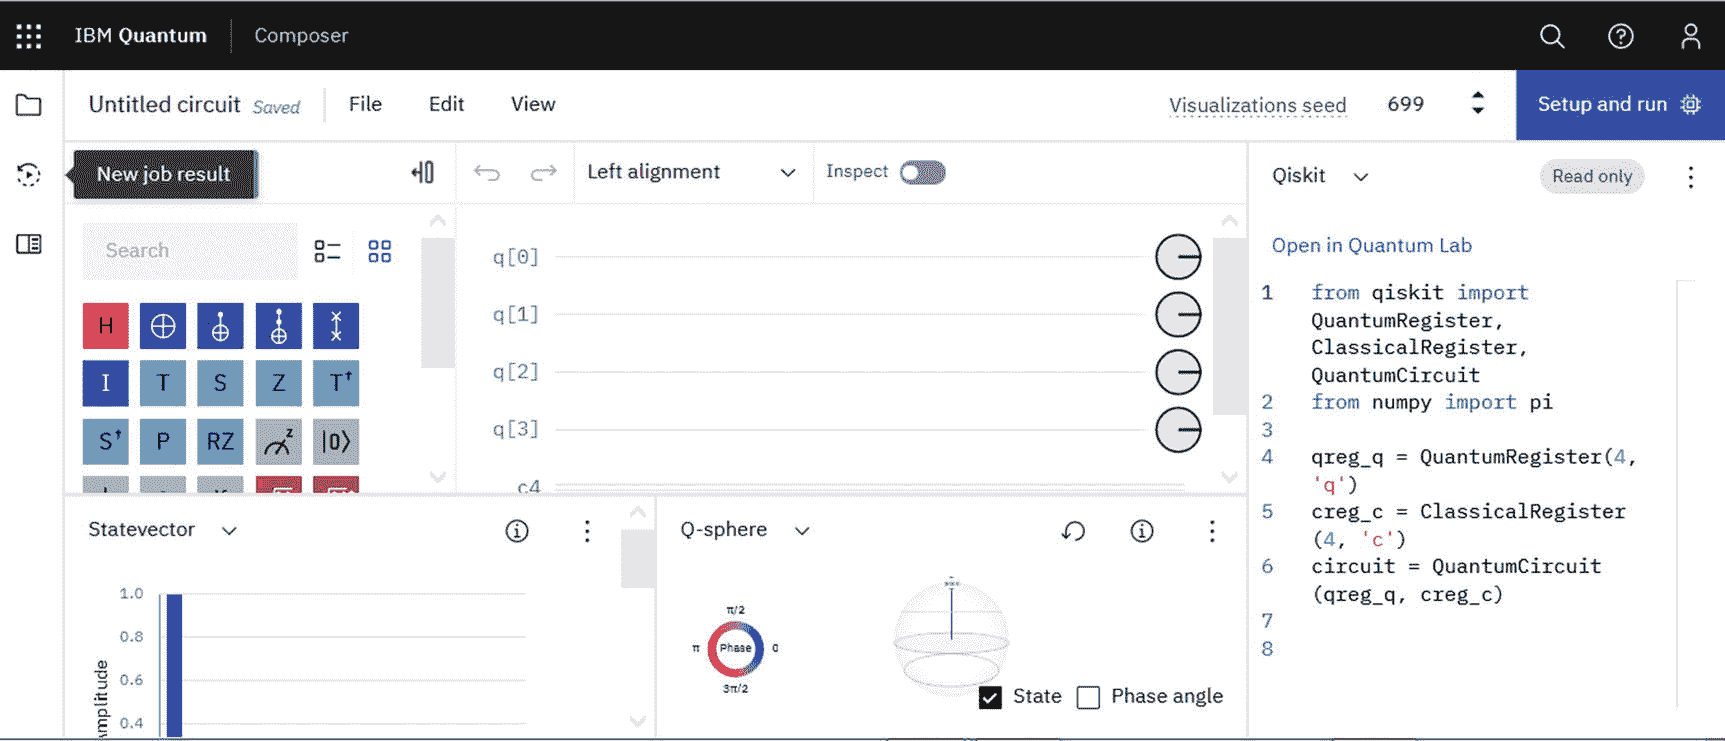 IBM Quantum Composer
Untitled circuit Saved File Edit View Visualizations seed 699 Setup and run
New job result Left alignment Inspect
Search
H
I T S Z T†
S† P RZ z |0⟩
q[0]
q[1]
q[2]
q[3]
c4
Statevector
1.0
0.8
0.6
0.4
Amplitude
Q-sphere
π/2
π Phase 0
3π/2
State Phase angle
Qiskit Read only
Open in Quantum Lab
1 from qiskit import
QuantumRegister,
ClassicalRegister,
QuantumCircuit
2 from numpy import pi
3
4 qreg_q = QuantumRegister(4,
'q')
5 creg_c = ClassicalRegister
(4, 'c')
6 circuit = QuantumCircuit
(qreg_q, creg_c)
7
8